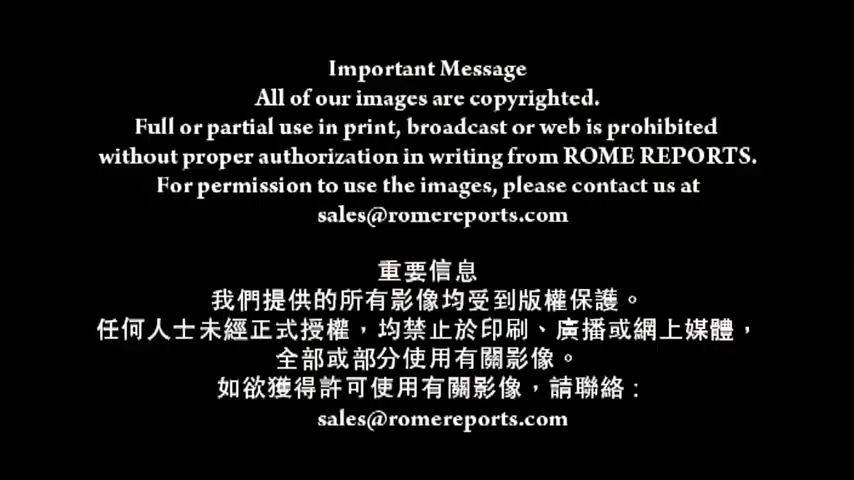 Important Message
All of our images are copyrighted.
Full or partial use in print, broadcast or web is prohibited
without proper authorization in writing from ROME REPORTS.
For permission to use the images, please contact us at
sales@romereports.com
重要信息
我們提供的所有影像均受到版權保護。
任何人士未經正式授權，均禁止於印刷、廣播或網上媒體，
全部或部分使用有關影像。
如欲獲得許可使用有關影像，請聯絡：
sales@romereports.com